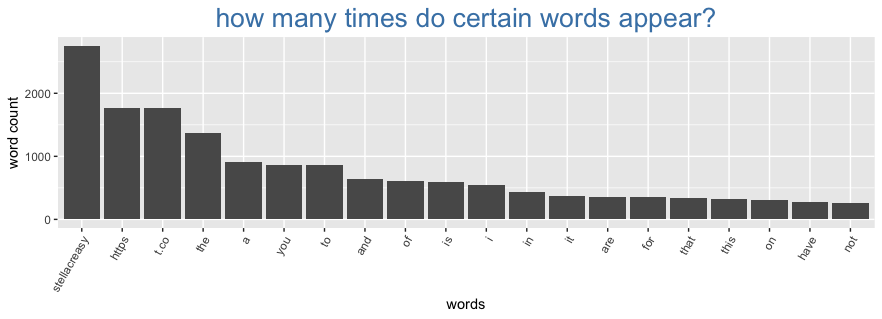 how many times do certain words appear?
word count
2000
1000
0
stellacreasy
https
t.co
the
a
you
to
and
of
is
i
in
it
are
for
that
this
on
have
not
words